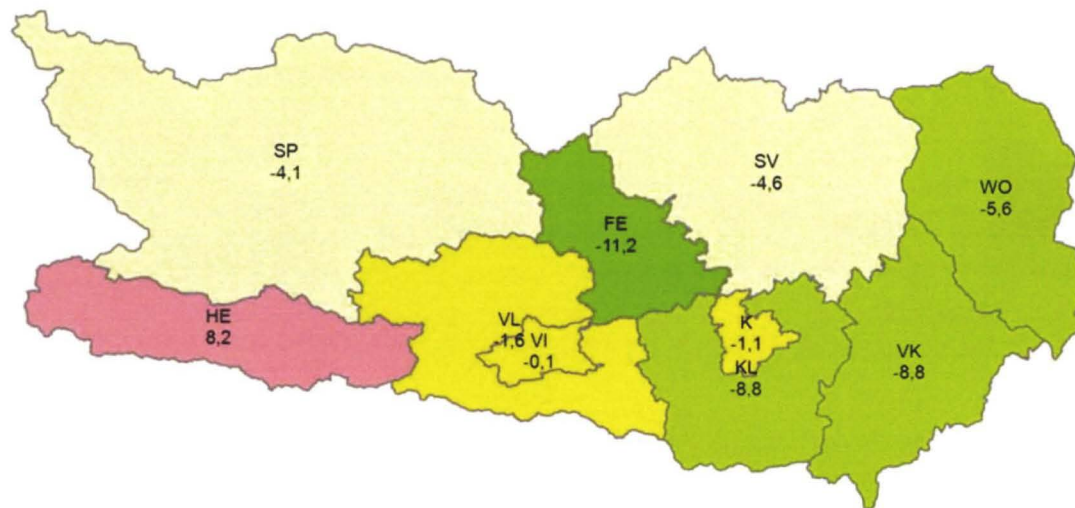 SP
-4,1
SV
-4,6
WO
-5,6
FE
-11,2
HE
8,2
VL
-1,6
VI
-0,1
K
-1,1
KL
-8,8
VK
-8,8